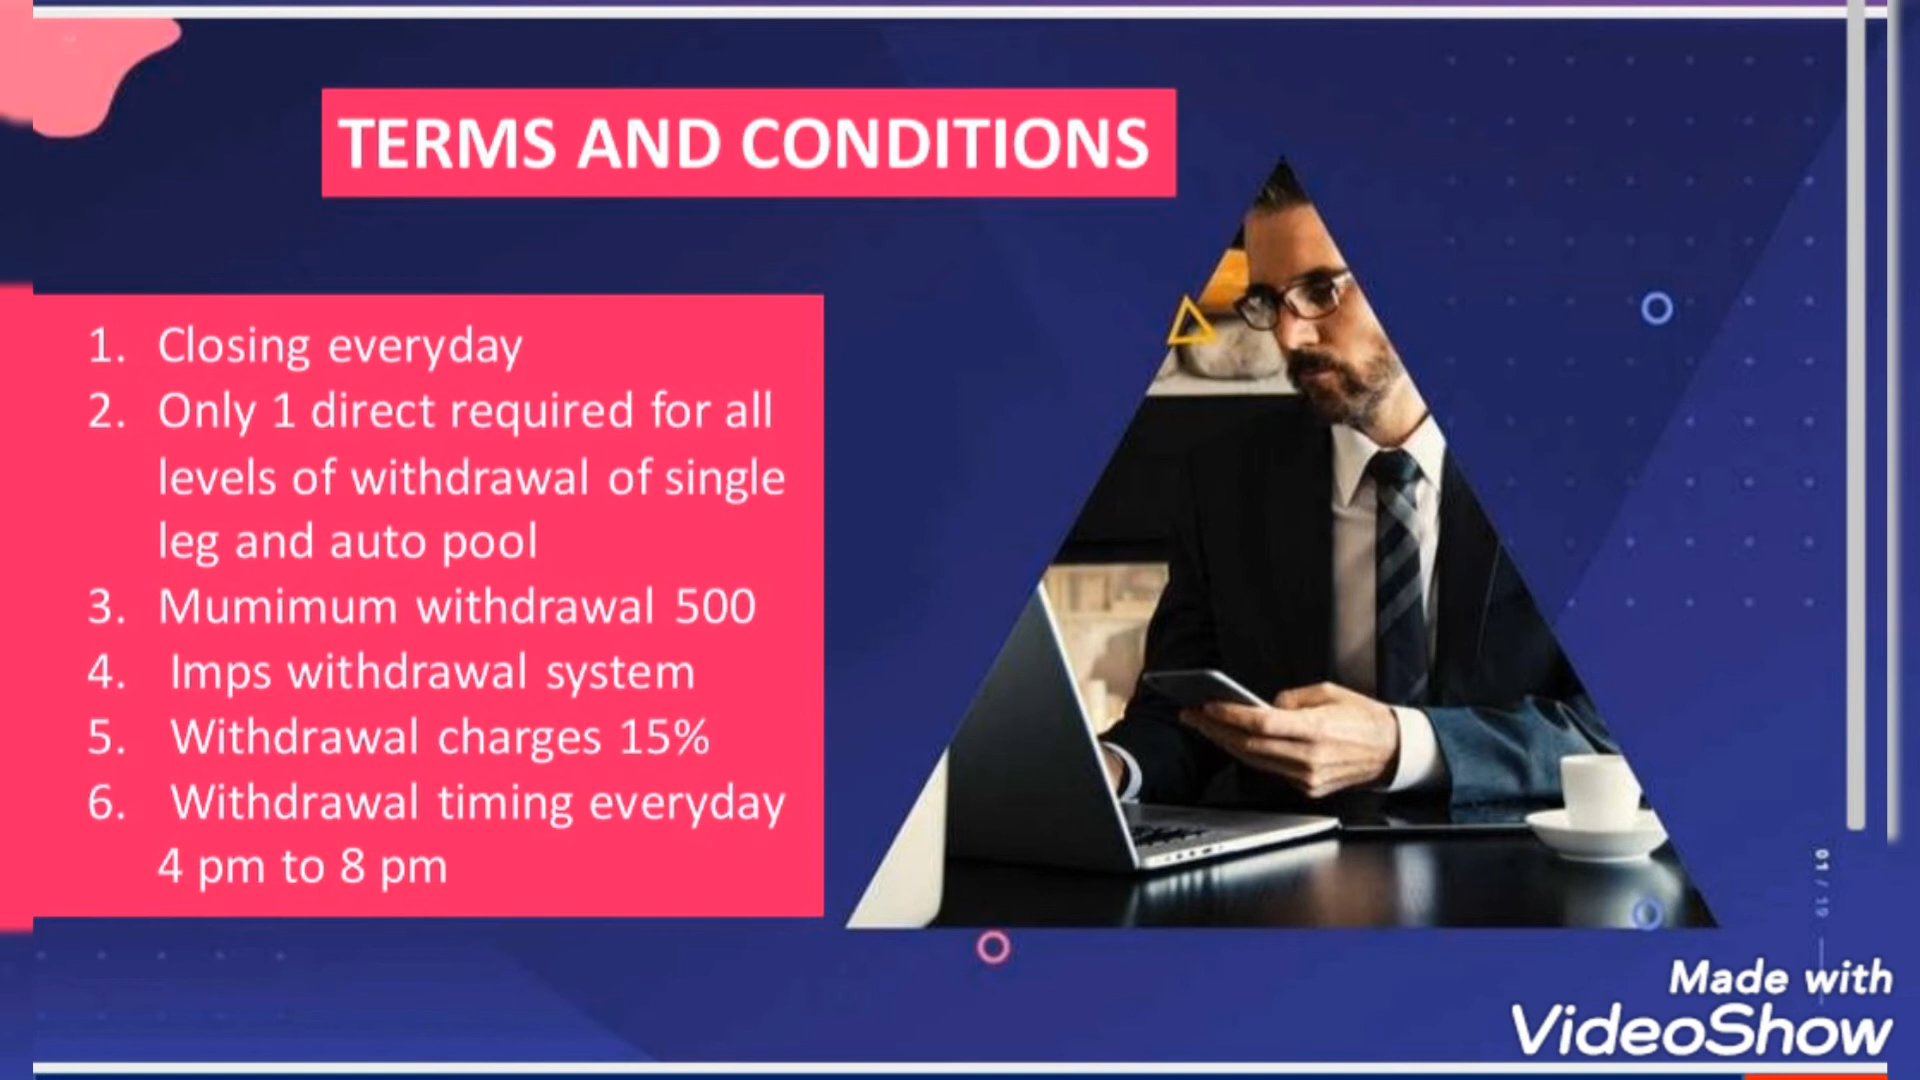 TERMS AND CONDITIONS
1. Closing everyday
2. Only 1 direct required for all
levels of withdrawal of single
leg and auto pool
3. Mumimum withdrawal 500
4. Imps withdrawal system
5. Withdrawal charges 15%
6. Withdrawal timing everyday
4 pm to 8 pm
01 / 19
Made with
VideoShow